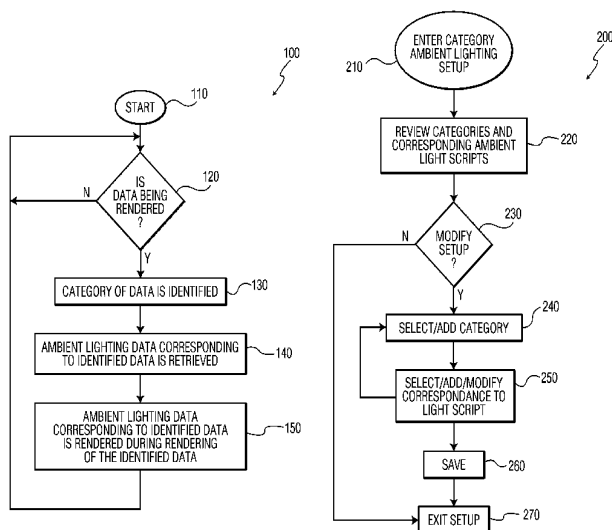 100
START
110
IS
DATA BEING
RENDERED
?
120
N
Y
CATEGORY OF DATA IS IDENTIFIED
130
AMBIENT LIGHTING DATA CORRESPONDING
TO IDENTIFIED DATA IS RETRIEVED
140
AMBIENT LIGHTING DATA
CORRESPONDING TO IDENTIFIED DATA
IS RENDERED DURING RENDERING
OF THE IDENTIFIED DATA
150
200
ENTER CATEGORY
AMBIENT LIGHTING
SETUP
210
REVIEW CATEGORIES AND
CORRESPONDING AMBIENT
LIGHT SCRIPTS
220
MODIFY
SETUP
?
230
N
Y
SELECT/ADD CATEGORY
240
SELECT/ADD/MODIFY
CORRESPONDANCE TO
LIGHT SCRIPT
250
SAVE
260
EXIT SETUP
270